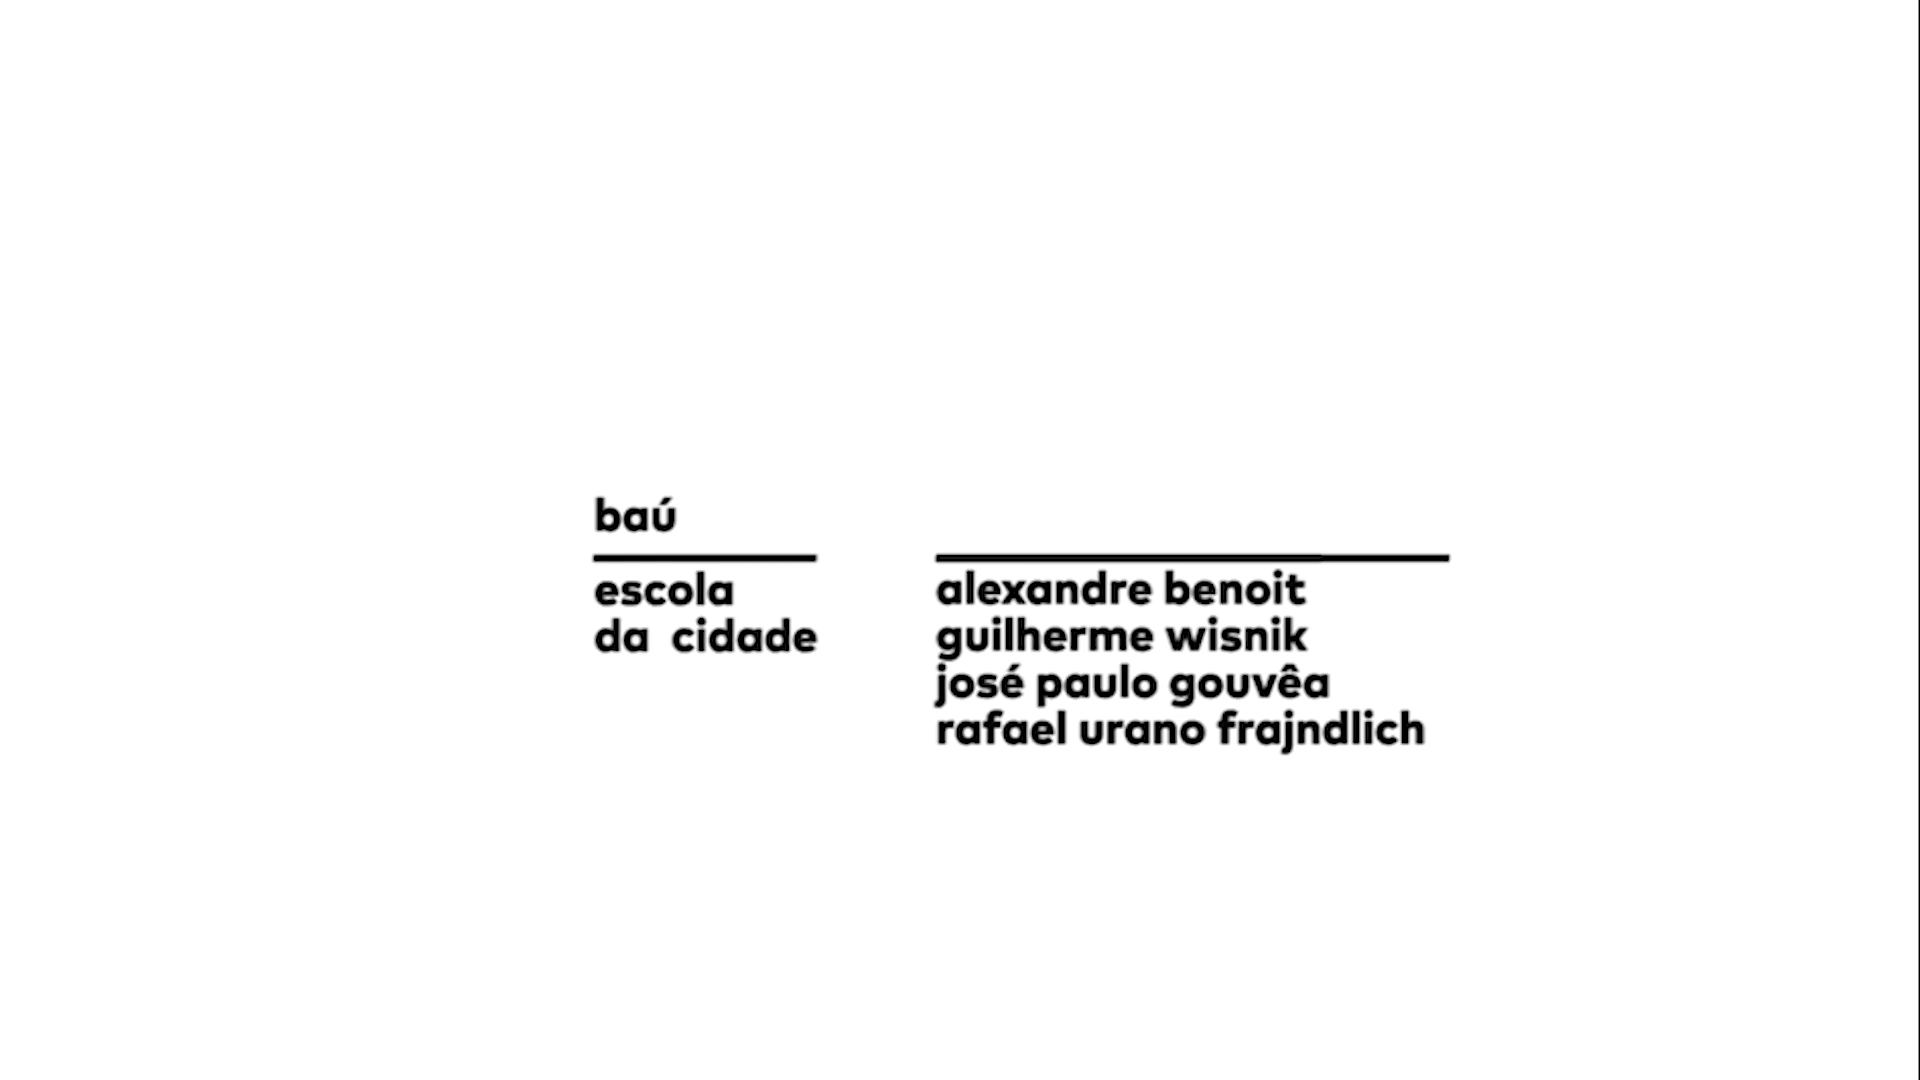 baú
escola
da cidade
alexandre benoit
guilherme wisnik
josé paulo gouvêa
rafael urano frajndlich